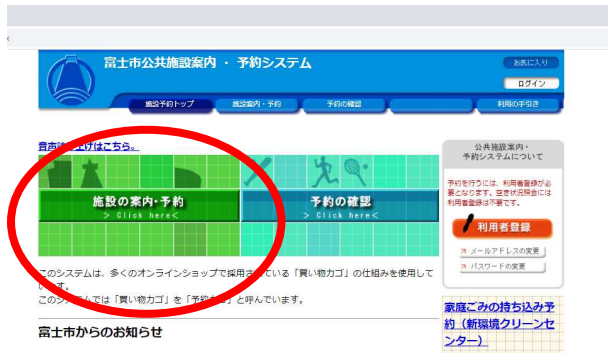 富士市公共施設案内 ・ 予約システム
お気に入り
ログイン
施設予約トップ
施設案内・予約
予約の確認
利用の手引き
音声読み上げはこちら。
施設の案内・予約
> Click here<
予約の確認
> Click here<
このシステムは、多くのオンラインショップで採用されている「買い物カゴ」の仕組みを使用して
います。
このシステムでは「買い物カゴ」を「予約カゴ」と呼んでいます。
富士市からのお知らせ
公共施設案内・
予約システムについて
予約を行うには、利用者登録が必
要となります。空き状況照会には
利用者登録は不要です。
利用者登録
メールアドレスの変更
パスワードの変更
家庭ごみの持ち込み予
約（新環境クリーンセ
ンター）